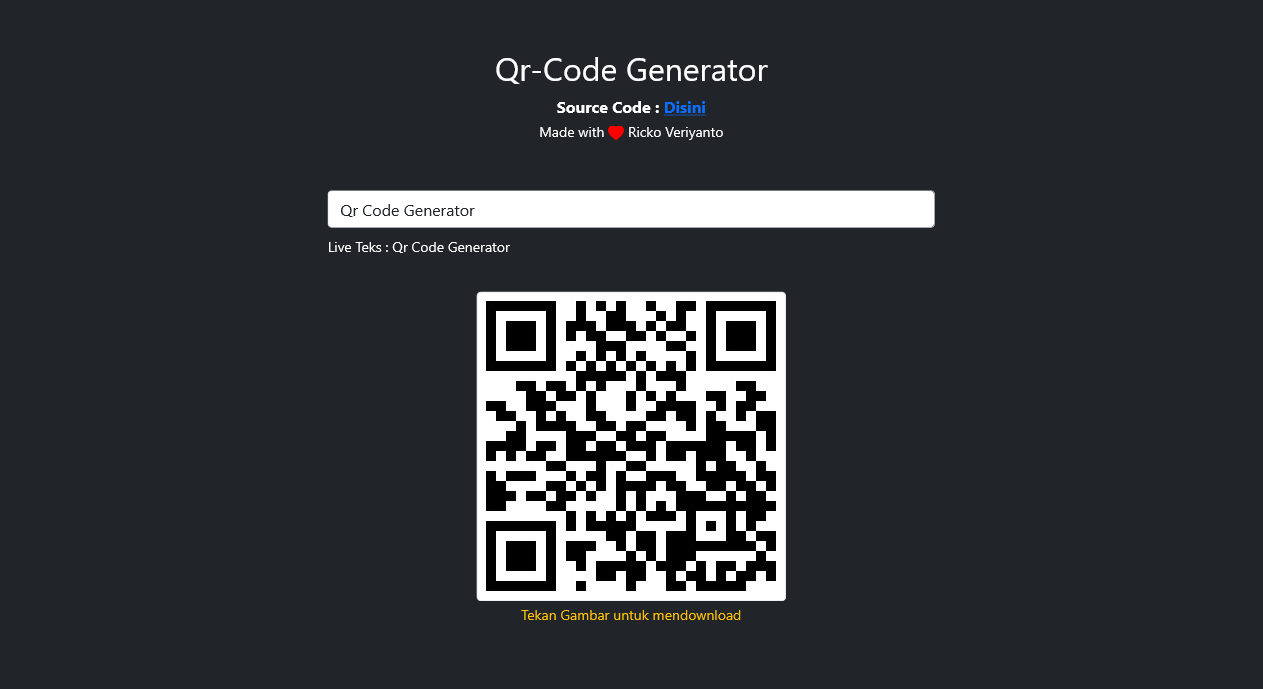 Qr-Code Generator
Source Code : Disini
Made with ❤ Ricko Veriyanto
Qr Code Generator
Live Teks : Qr Code Generator
Tekan Gambar untuk mendownload